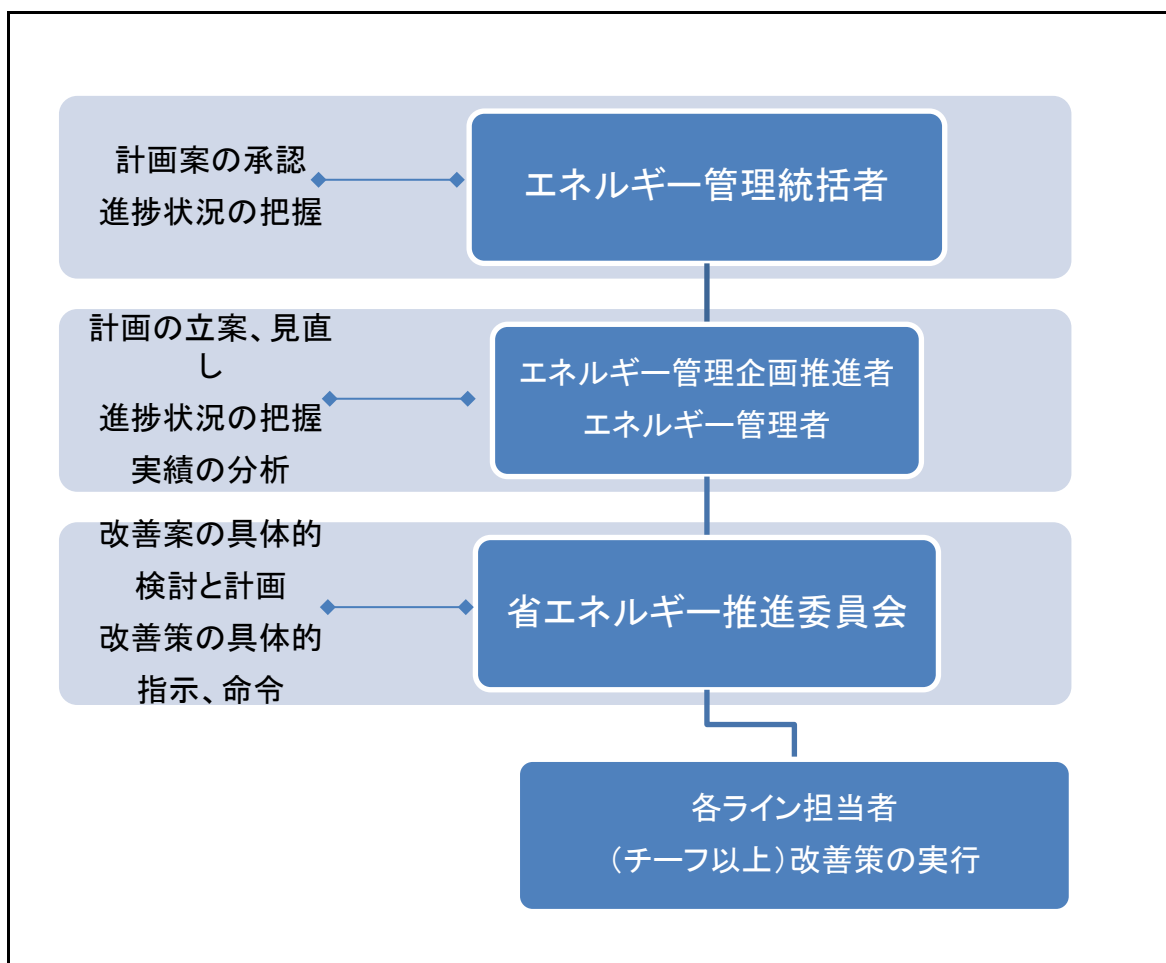 計画案の承認
進捗状況の把握
エネルギー管理統括者
計画の立案、見直
し
進捗状況の把握
実績の分析
エネルギー管理企画推進者
エネルギー管理者
改善案の具体的
検討と計画
改善策の具体的
指示、命令
省エネルギー推進委員会
各ライン担当者
（チーフ以上）改善策の実行